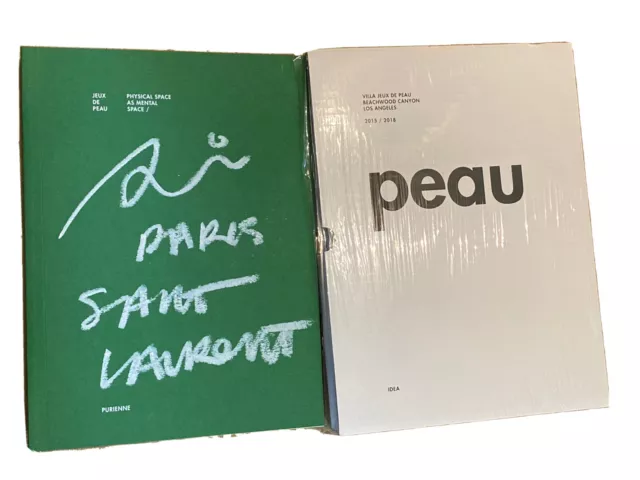 JEUX
DE
PEAU
PHYSICAL SPACE
AS MENTAL
SPACE /
PARIS
SAINT
LAURENT
PURIENNE
VILLA JEUX DE PEAU
BEACHWOOD CANYON
LOS ANGELES
2015 / 2018
peau
IDEA